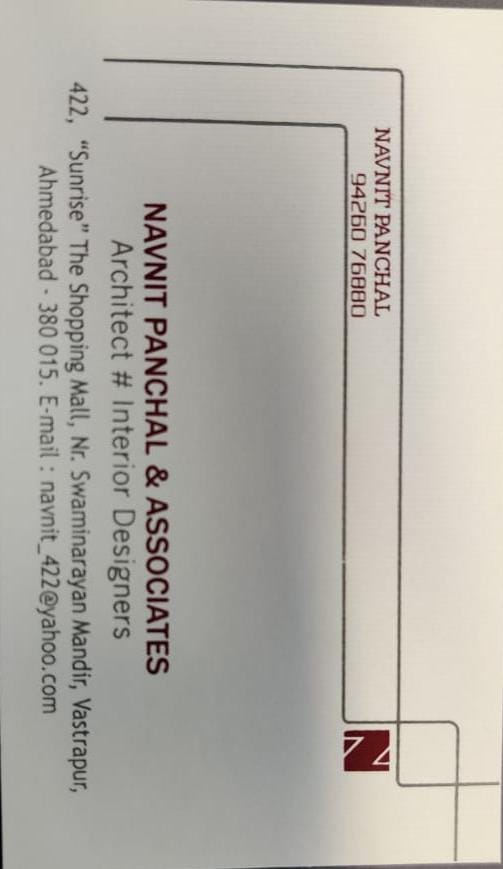 NAVNIT PANCHAL
94260 76880
N
NAVNIT PANCHAL & ASSOCIATES
Architect # Interior Designers
422, "Sunrise" The Shopping Mall, Nr. Swaminarayan Mandir, Vastrapur,
Ahmedabad - 380 015. E-mail : navnit_422@yahoo.com